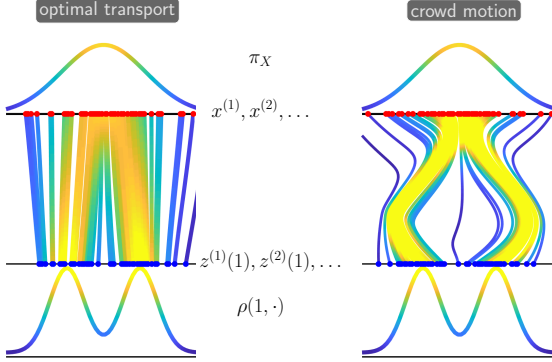 optimal transport
crowd motion
π_X
x^{(1)}, x^{(2)}, …
z^{(1)}(1), z^{(2)}(1), …
ρ(1, ·)